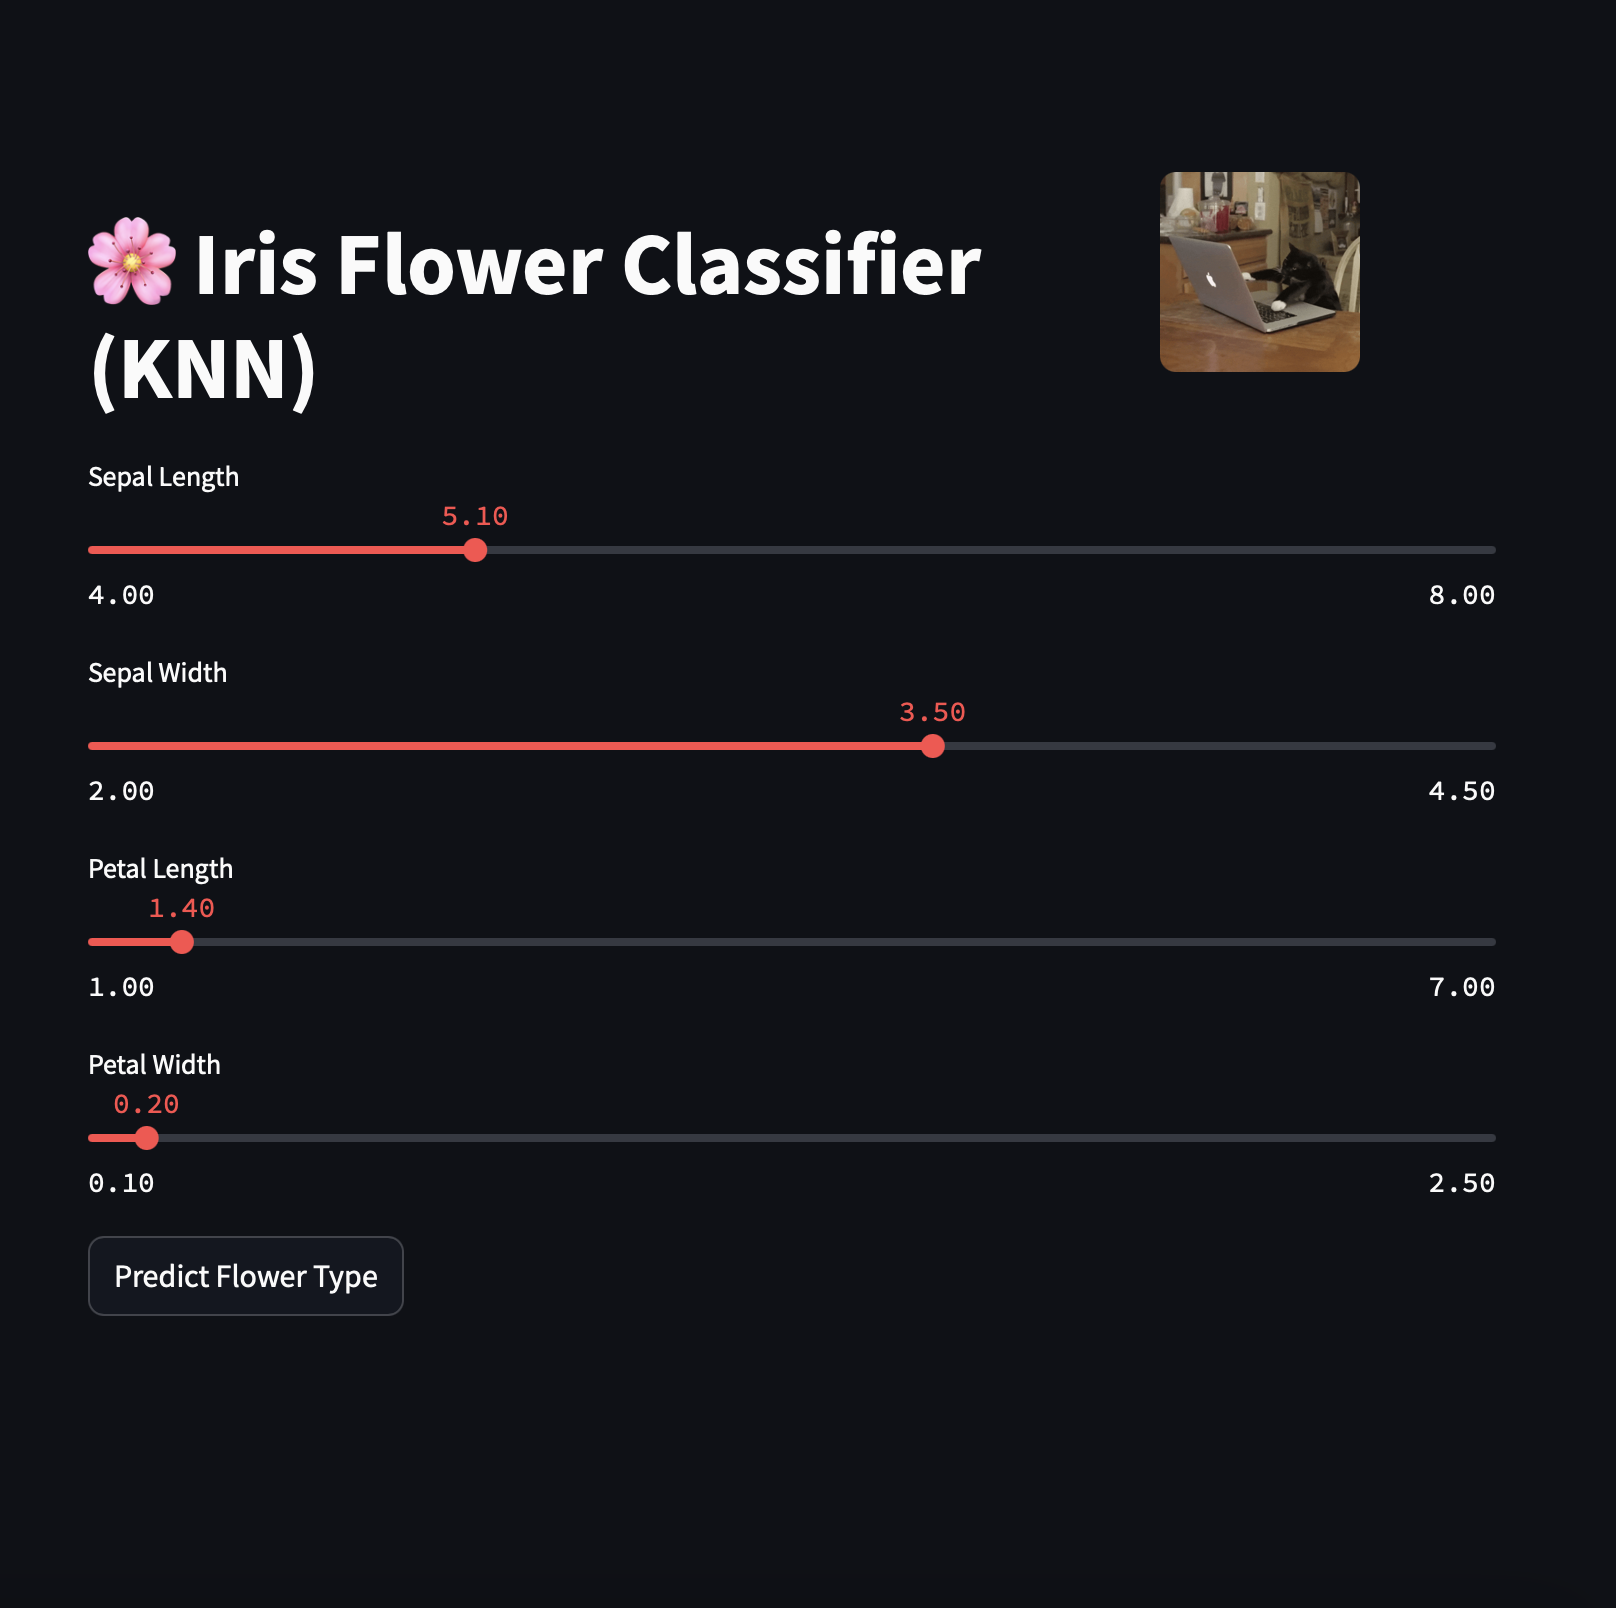 🌸 Iris Flower Classifier
(KNN)
Sepal Length
5.10
4.00 8.00
Sepal Width
3.50
2.00 4.50
Petal Length
1.40
1.00 7.00
Petal Width
0.20
0.10 2.50
Predict Flower Type